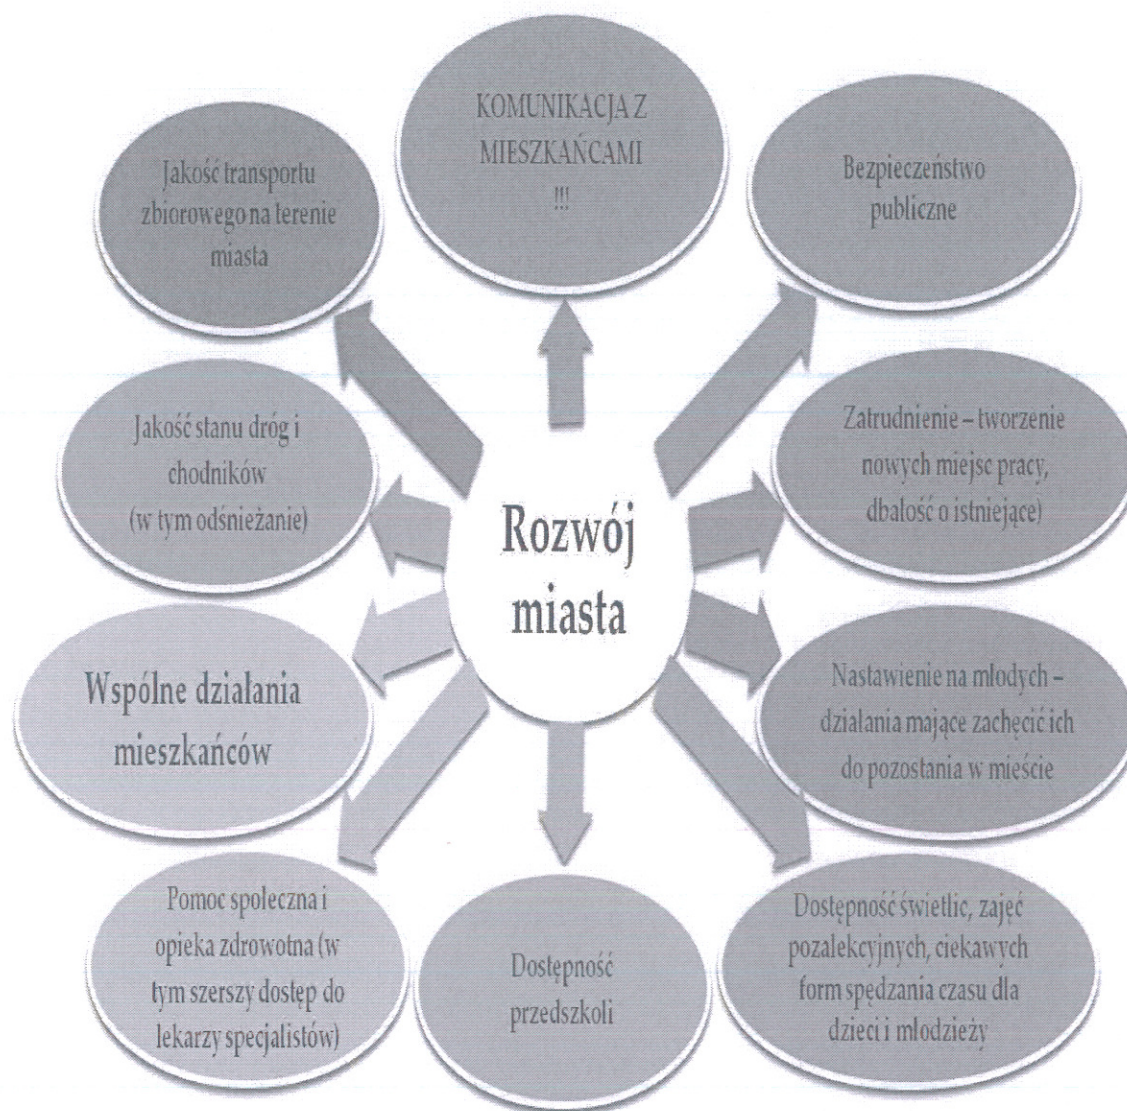 KOMUNIKACJA Z
MIESZKAŃCAMI
!!!
Bezpieczeństwo
publiczne
Zatrudnienie – tworzenie
nowych miejsc pracy,
dbałość o istniejące)
Nastawienie na młodych –
działania mające zachęcić ich
do pozostania w mieście
Dostępność świetlic, zajęć
pozalekcyjnych, ciekawych
form spędzania czasu dla
dzieci i młodzieży
Dostępność
przedszkoli
Pomoc społeczna i
opieka zdrowotna (w
tym szerszy dostęp do
lekarzy specjalistów)
Wspólne działania
mieszkańców
Jakość stanu dróg i
chodników
(w tym odśnieżanie)
Jakość transportu
zbiorowego na terenie
miasta
Rozwój
miasta